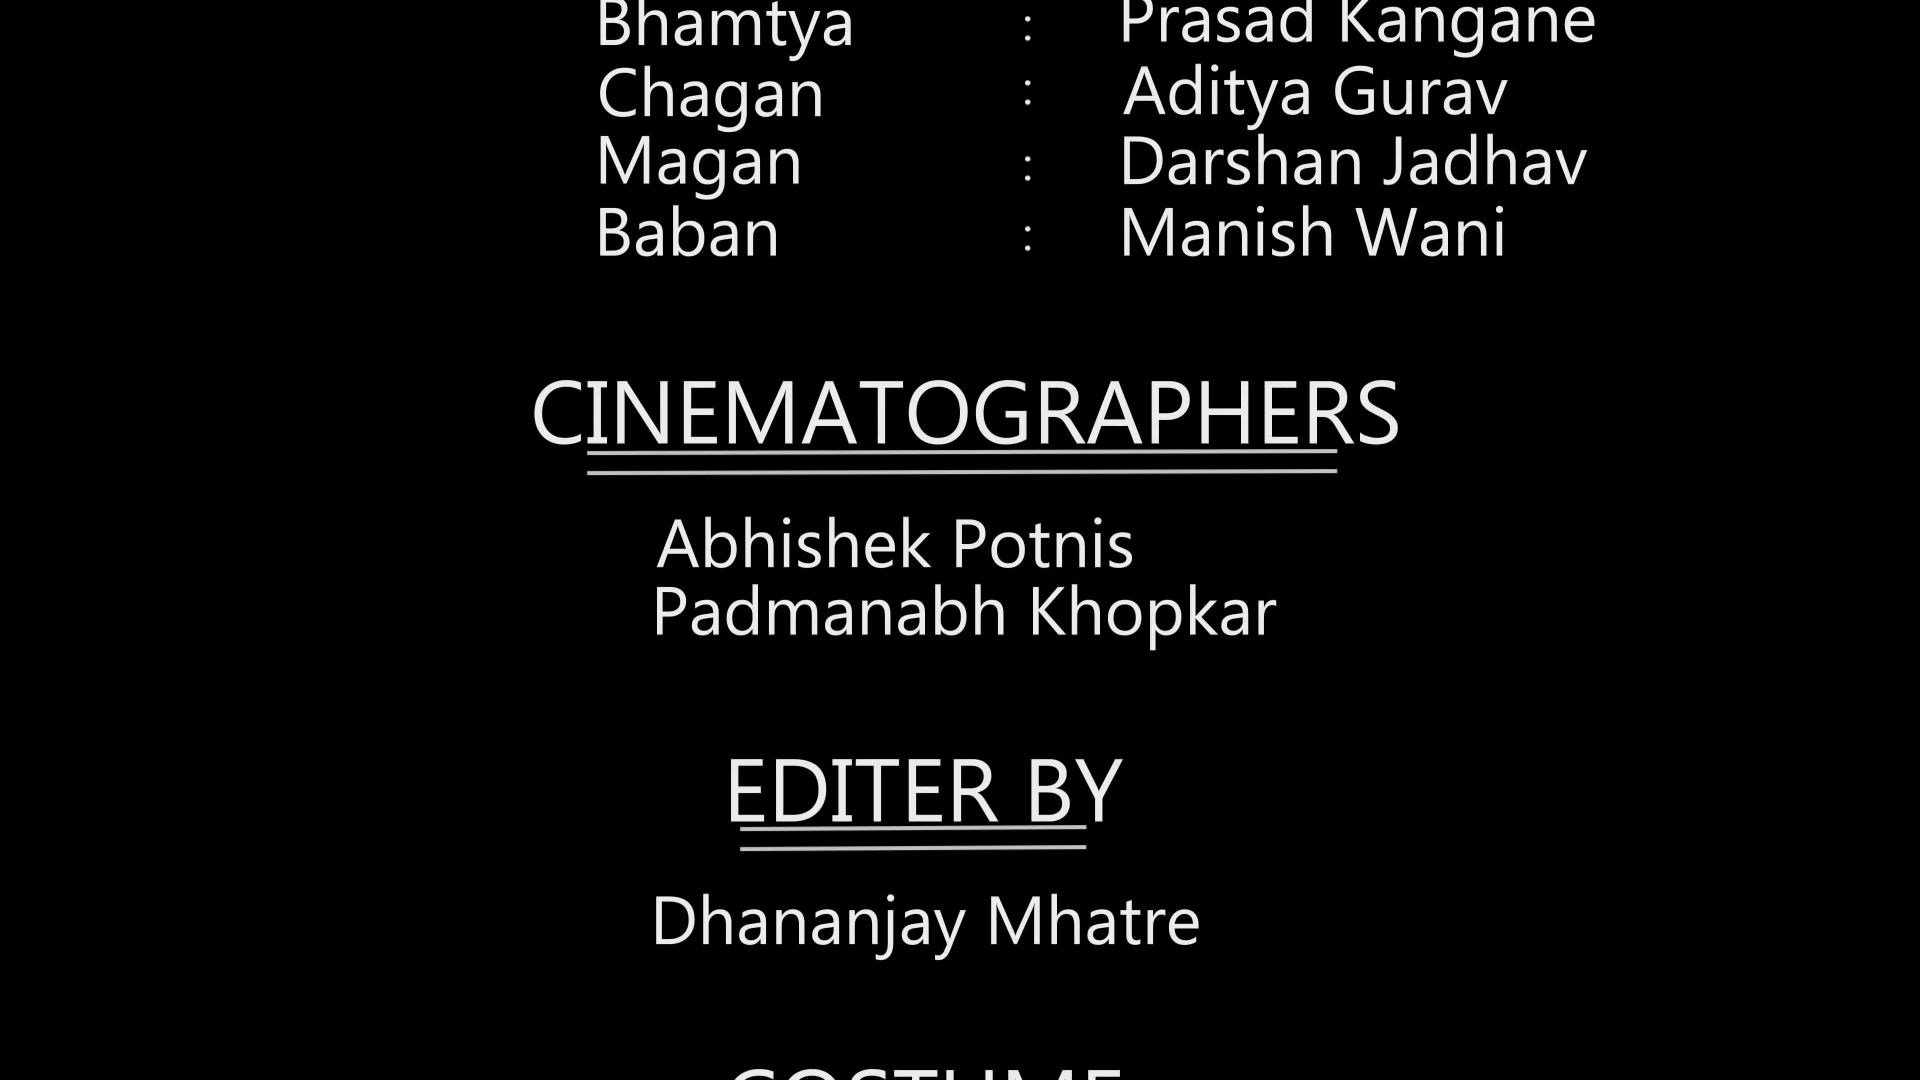 Bhamtya : Prasad Kangane
Chagan : Aditya Gurav
Magan : Darshan Jadhav
Baban : Manish Wani
CINEMATOGRAPHERS
Abhishek Potnis
Padmanabh Khopkar
EDITER BY
Dhananjay Mhatre
COSTUME